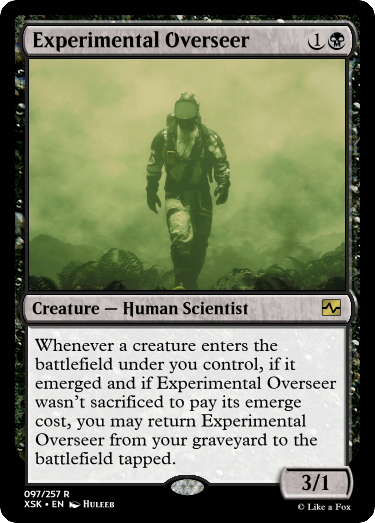 Experimental Overseer 1
Creature — Human Scientist
Whenever a creature enters the
battlefield under you control, if it
emerged and if Experimental Overseer
wasn't sacrificed to pay its emerge
cost, you may return Experimental
Overseer from your graveyard to the
battlefield tapped.
3/1
097/257 R
XSK • EN Huleeb
© Like a Fox